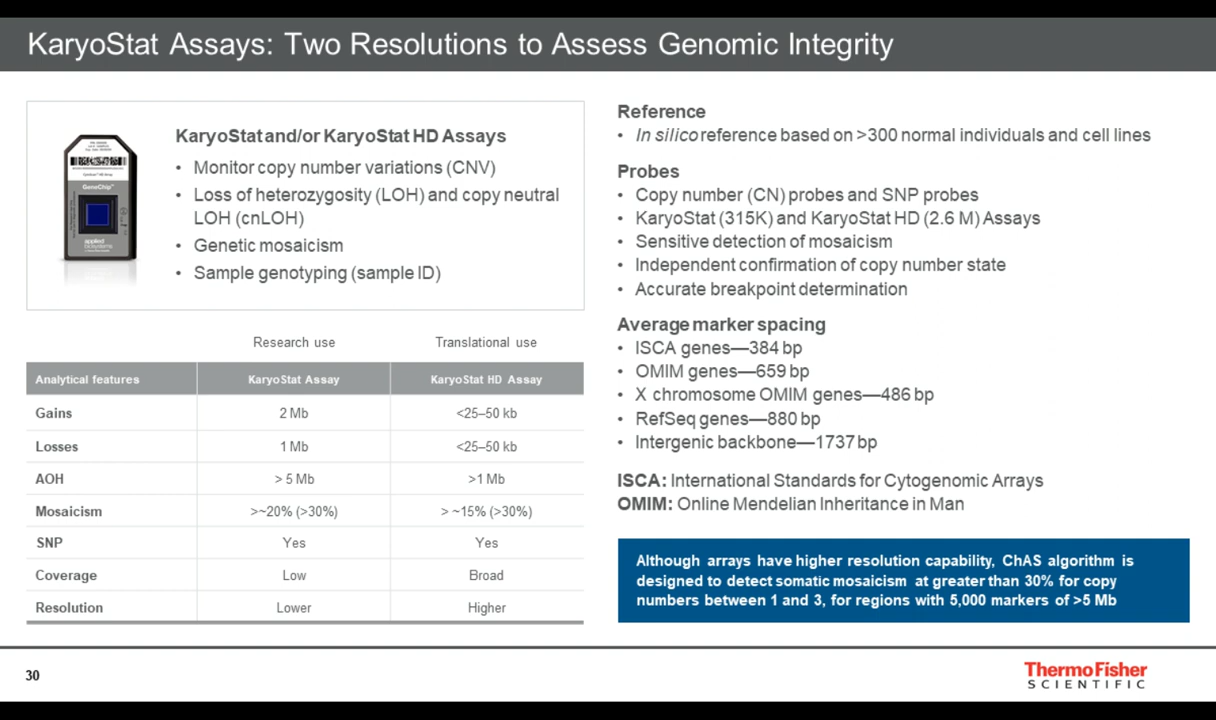 KaryoStat Assays: Two Resolutions to Assess Genomic Integrity
KaryoStat and/or KaryoStat HD Assays
• Monitor copy number variations (CNV)
• Loss of heterozygosity (LOH) and copy neutral
LOH (cnLOH)
• Genetic mosaicism
• Sample genotyping (sample ID)
GeneChip™
applied
biosystems
Research use Translational use
Analytical features KaryoStat Assay KaryoStat HD Assay
Gains 2 Mb <25–50 kb
Losses 1 Mb <25–50 kb
AOH > 5 Mb >1 Mb
Mosaicism >~20% (>30%) > ~15% (>30%)
SNP Yes Yes
Coverage Low Broad
Resolution Lower Higher
Reference
• In silico reference based on >300 normal individuals and cell lines
Probes
• Copy number (CN) probes and SNP probes
• KaryoStat (315K) and KaryoStat HD (2.6 M) Assays
• Sensitive detection of mosaicism
• Independent confirmation of copy number state
• Accurate breakpoint determination
Average marker spacing
• ISCA genes—384 bp
• OMIM genes—659 bp
• X chromosome OMIM genes—486 bp
• RefSeq genes—880 bp
• Intergenic backbone—1737 bp
ISCA: International Standards for Cytogenomic Arrays
OMIM: Online Mendelian Inheritance in Man
Although arrays have higher resolution capability, ChAS algorithm is
designed to detect somatic mosaicism at greater than 30% for copy
numbers between 1 and 3, for regions with 5,000 markers of >5 Mb
30
ThermoFisher
SCIENTIFIC